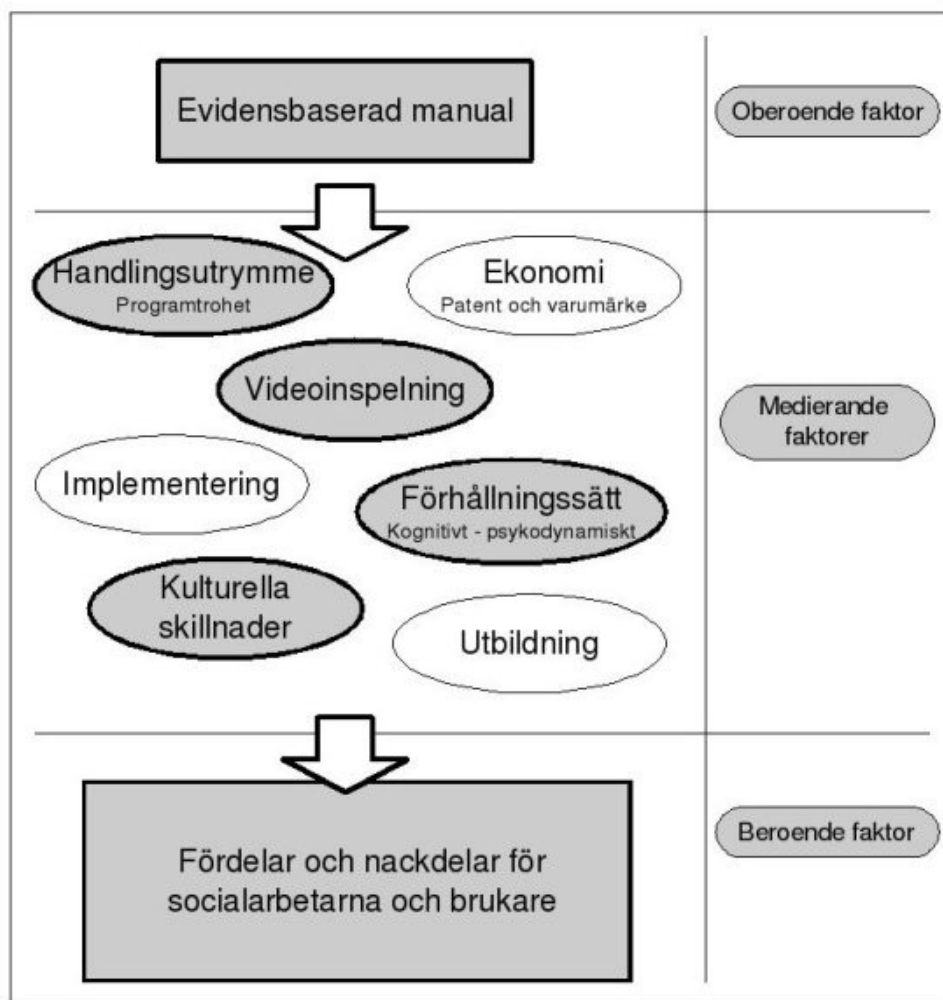 Evidensbaserad manual
Oberoende faktor
Handlingsutrymme
Programtrohet
Ekonomi
Patent och varumärke
Videoinspelning
Medierande
faktorer
Implementering
Förhållningssätt
Kognitivt - psykodynamiskt
Kulturella
skillnader
Utbildning
Fördelar och nackdelar för
socialarbetarna och brukare
Beroende faktor